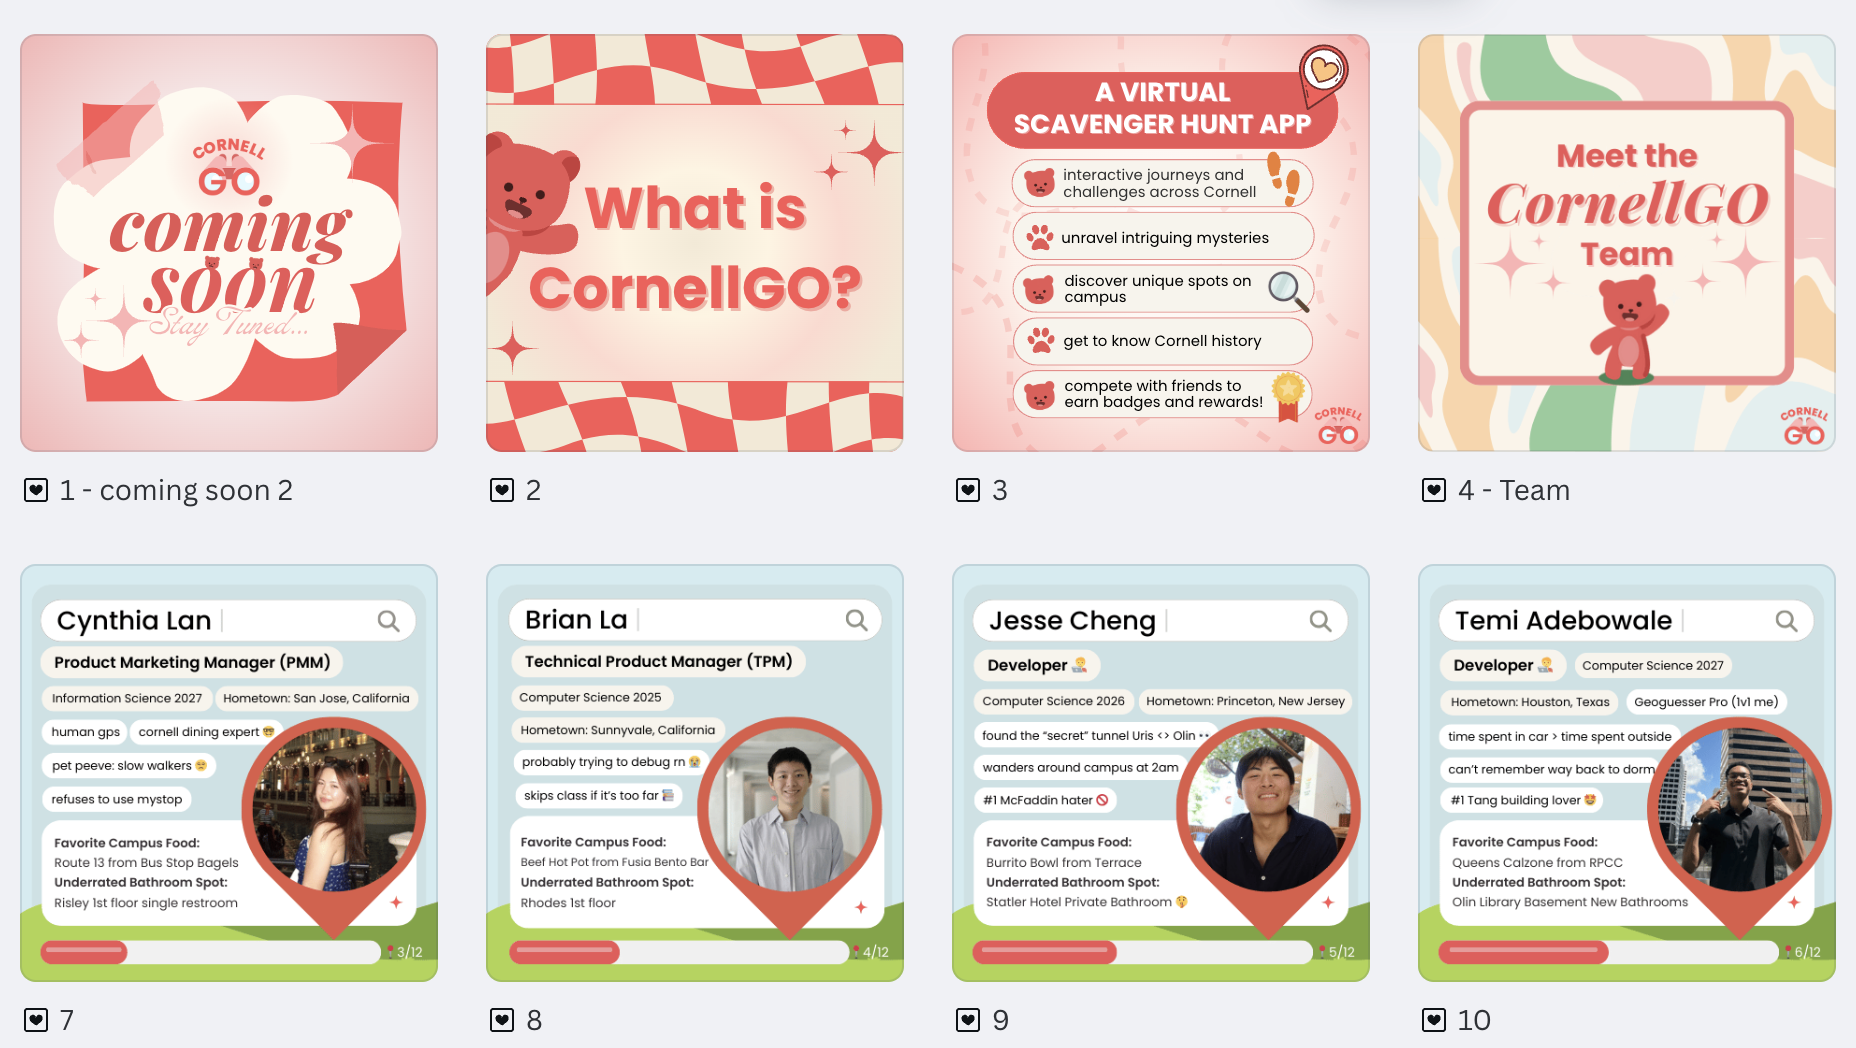 CORNELL
GO
coming
soon
Stay Tuned...
What is
CornellGO?
A VIRTUAL
SCAVENGER HUNT APP
interactive journeys and
challenges across Cornell
unravel intriguing mysteries
discover unique spots on
campus
get to know Cornell history
compete with friends to
earn badges and rewards!
CORNELL
GO
Meet the
CornellGO
Team
CORNELL
GO
1 - coming soon 2
2
3
4 - Team
Cynthia Lan
Product Marketing Manager (PMM)
Information Science 2027 Hometown: San Jose, California
human gps cornell dining expert 🤓
pet peeve: slow walkers 😒
refuses to use mystop
Favorite Campus Food:
Route 13 from Bus Stop Bagels
Underrated Bathroom Spot:
Risley 1st floor single restroom
3/12
Brian La
Technical Product Manager (TPM)
Computer Science 2025
Hometown: Sunnyvale, California
probably trying to debug rn 😭
skips class if it's too far 📚
Favorite Campus Food:
Beef Hot Pot from Fusia Bento Bar
Underrated Bathroom Spot:
Rhodes 1st floor
4/12
Jesse Cheng
Developer
Computer Science 2026 Hometown: Princeton, New Jersey
found the “secret” tunnel Uris <> Olin 👀
wanders around campus at 2am
#1 McFaddin hater 🚫
Favorite Campus Food:
Burrito Bowl from Terrace
Underrated Bathroom Spot:
Statler Hotel Private Bathroom 🤫
5/12
Temi Adebowale
Developer Computer Science 2027
Hometown: Houston, Texas Geoguesser Pro (1v1 me)
time spent in car > time spent outside
can't remember way back to dorm
#1 Tang building lover 🤩
Favorite Campus Food:
Queens Calzone from RPCC
Underrated Bathroom Spot:
Olin Library Basement New Bathrooms
6/12
7
8
9
10